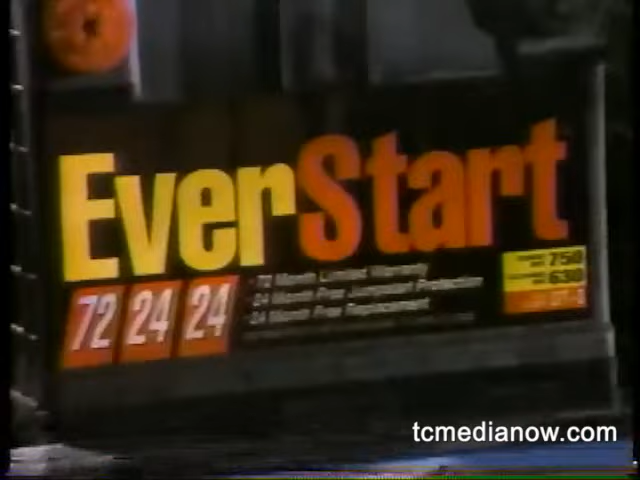 EverStart
72 24 24
72 Month Limited Warranty
24 Month Free Jumpstart Protection
24 Month Free Replacement
750
630
tcmedianow.com